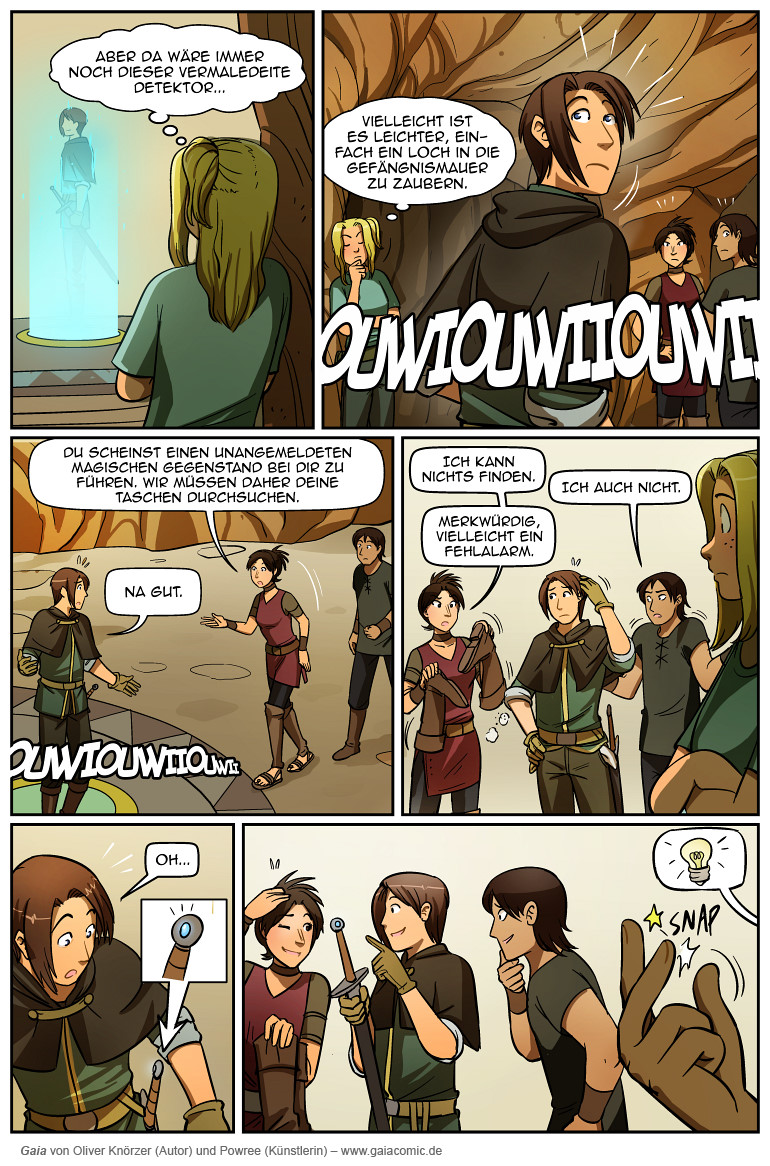 ABER DA WÄRE IMMER
NOCH DIESER VERMALEDEITE
DETEKTOR...
VIELLEICHT IST
ES LEICHTER, EIN-
FACH EIN LOCH IN DIE
GEFÄNGNISMAUER
ZU ZAUBERN.
OUWIOUWIIOUWII
DU SCHEINST EINEN UNANGEMELDETEN
MAGISCHEN GEGENSTAND BEI DIR ZU
FÜHREN. WIR MÜSSEN DAHER DEINE
TASCHEN DURCHSUCHEN.
NA GUT.
OUWIOUWIIOUWII
ICH KANN
NICHTS FINDEN.
MERKWÜRDIG,
VIELLEICHT EIN
FEHLALARM.
ICH AUCH NICHT.
OH...
SNAP
Gaia von Oliver Knörzer (Autor) und Powree (Künstlerin) – www.gaiacomic.de